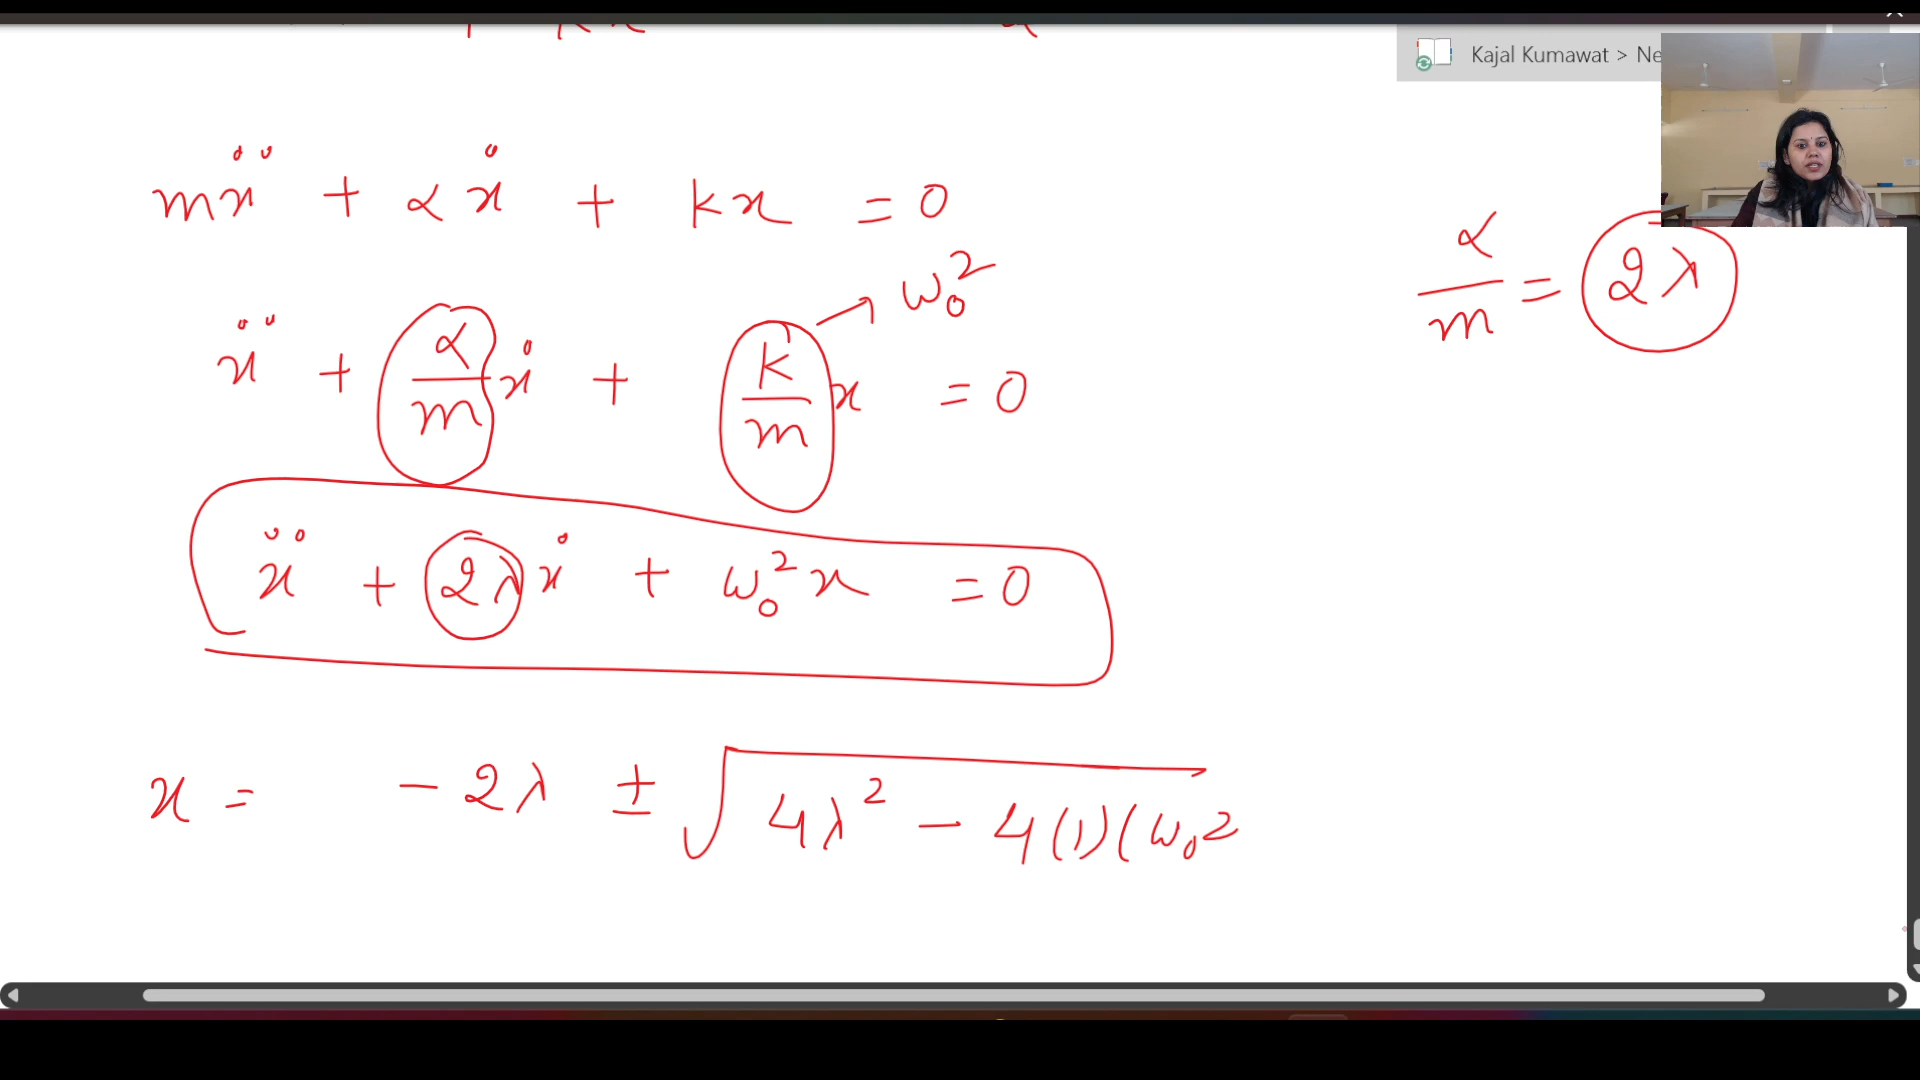 Kajal Kumawat > Ne
mẍ + αẋ + kx = 0
α/m = 2λ
ω₀²
ẍ + α/m ẋ + k/m x = 0
ẍ + 2λẋ + ω₀²x = 0
x = -2λ ± √4λ² - 4(1)(ω₀²